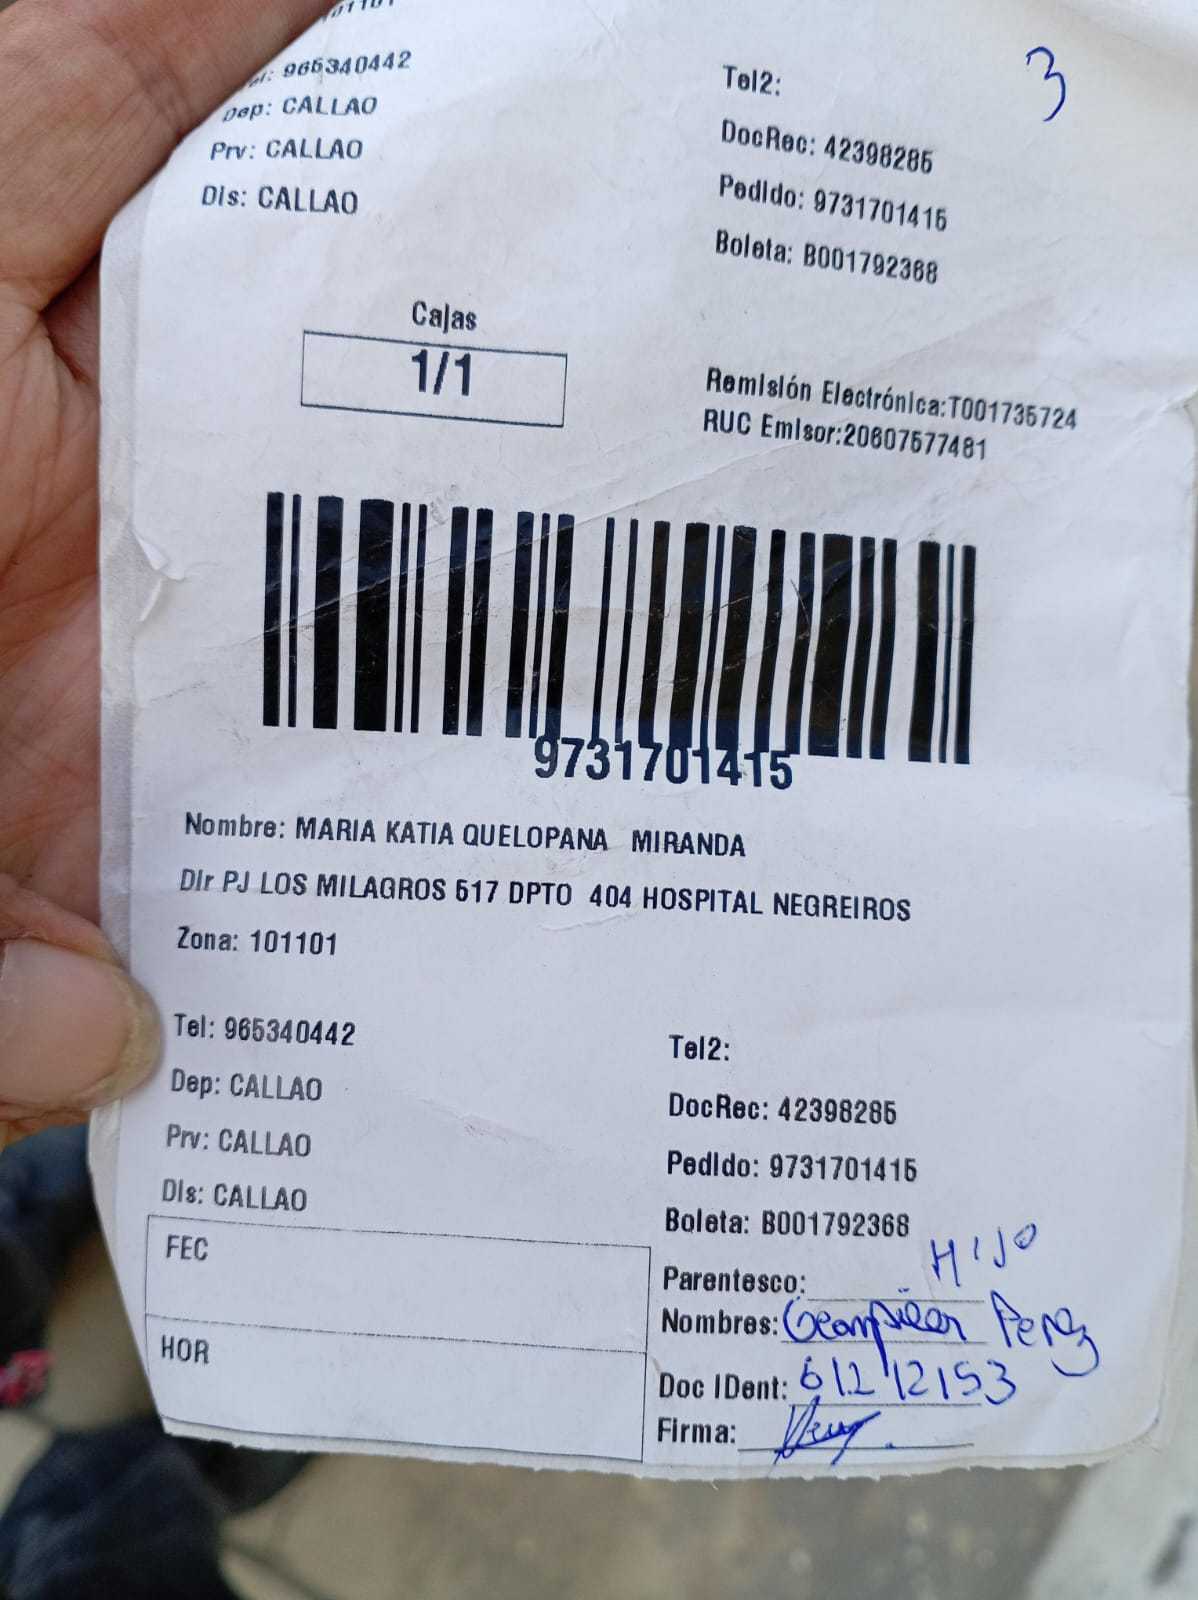 Tel: 965340442
Dep: CALLAO
Prv: CALLAO
Dis: CALLAO
3
Tel2:
DocRec: 42398285
Pedido: 9731701415
Boleta: B001792368
Cajas
1/1
Remisión Electrónica:T001735724
RUC Emisor:20607577481
9731701415
Nombre: MARIA KATIA QUELOPANA MIRANDA
Dir PJ LOS MILAGROS 517 DPTO 404 HOSPITAL NEGREIROS
Zona: 101101
Tel: 965340442
Dep: CALLAO
Prv: CALLAO
Dis: CALLAO
Tel2:
DocRec: 42398285
Pedido: 9731701415
Boleta: B001792368
FEC
HOR
Parentesco: HIJO
Nombres: Perez
Doc IDent: 61212153
Firma: